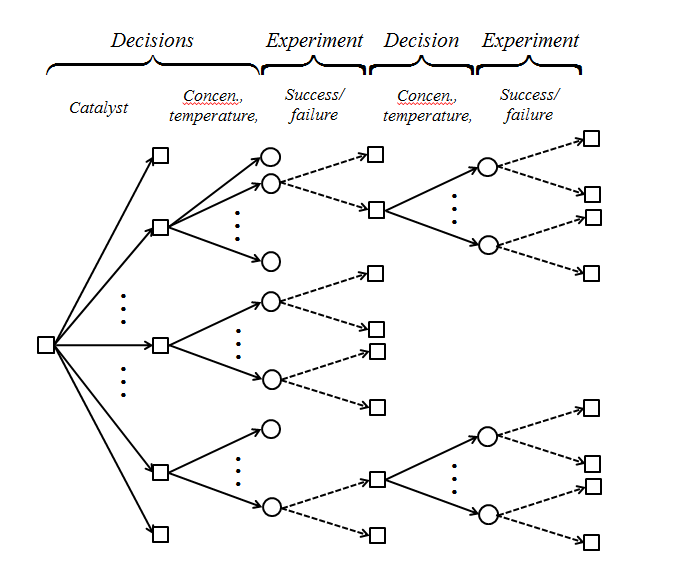 Decisions
Experiment
Decision
Experiment
Catalyst
Concen.,
temperature,
Success/
failure
Concen.,
temperature,
Success/
failure